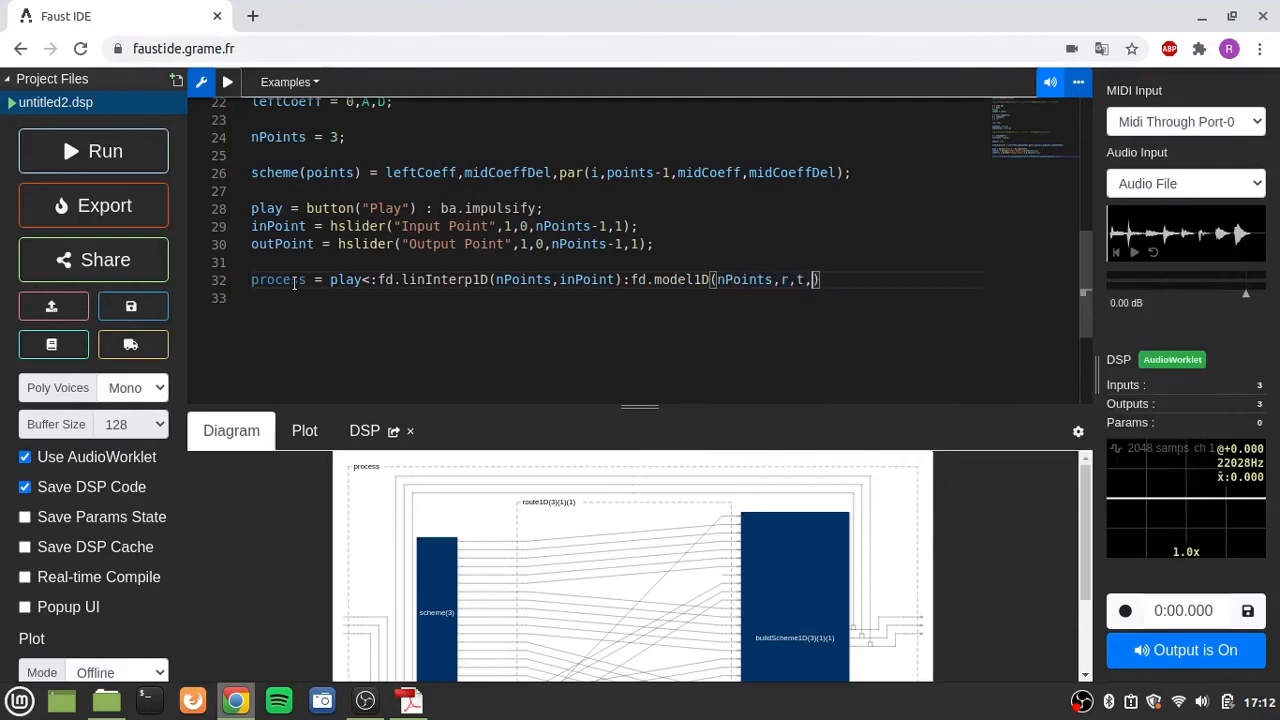 Faust IDE
faustide.grame.fr
ABP
R
Project Files
untitled2.dsp
Run
Export
Share
Poly Voices
Mono
Buffer Size
128
Use AudioWorklet
Save DSP Code
Save Params State
Save DSP Cache
Real-time Compile
Popup UI
Plot
Mode
Offline
Examples
22 leftCoeff = 0,A,D;
23
24 nPoints = 3;
25
26 scheme(points) = leftCoeff,midCoeffDel,par(i,points-1,midCoeff,midCoeffDel);
27
28 play = button("Play") : ba.impulsify;
29 inPoint = hslider("Input Point",1,0,nPoints-1,1);
30 outPoint = hslider("Output Point",1,0,nPoints-1,1);
31
32 process = play<:fd.linInterp1D(nPoints,inPoint):fd.model1D(nPoints,r,t,)
33
Diagram
Plot
DSP
process
route1D(3)(1)(1)
scheme(3)
buildScheme1D(3)(1)(1)
MIDI Input
Midi Through Port-0
Audio Input
Audio File
0.00 dB
DSP
AudioWorklet
Inputs : 3
Outputs : 3
Params : 0
2048 samps ch 1
@+0.000
22028Hz
x̄:0.000
1.0x
0:00.000
Output is On
17:12